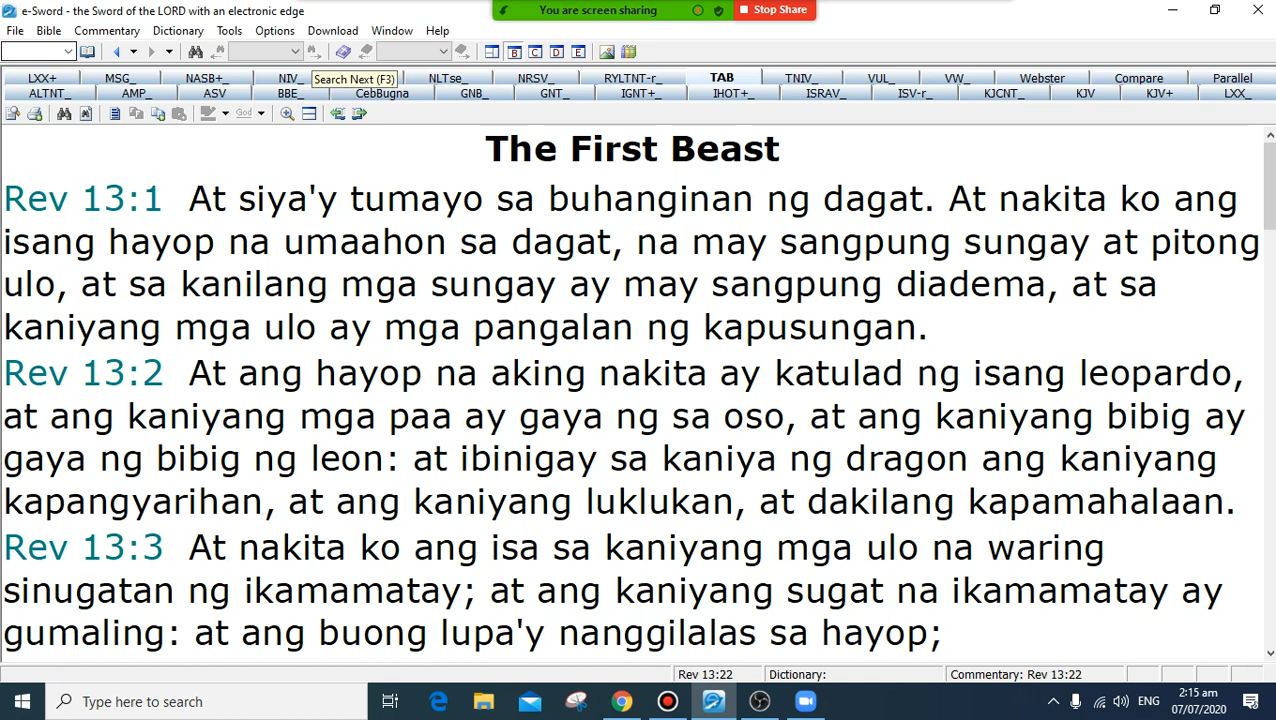 e-Sword - the Sword of the LORD with an electronic edge
You are screen sharing
Stop Share
File Bible Commentary Dictionary Tools Options Download Window Help
B C D E
LXX+ MSG_ NASB+_ NIV_ NLTse_ NRSV_ RYLTNT-r_ TAB TNIV_ VUL_ VW_ Webster Compare Parallel
Search Next (F3)
ALTNT_ AMP_ ASV BBE_ CebBugna GNB_ GNT_ IGNT+_ IHOT+_ ISRAV_ ISV-r_ KJCNT_ KJV KJV+ LXX_
God
The First Beast
Rev 13:1 At siya'y tumayo sa buhanginan ng dagat. At nakita ko ang
isang hayop na umaahon sa dagat, na may sangpung sungay at pitong
ulo, at sa kanilang mga sungay ay may sangpung diadema, at sa
kaniyang mga ulo ay mga pangalan ng kapusungan.
Rev 13:2 At ang hayop na aking nakita ay katulad ng isang leopardo,
at ang kaniyang mga paa ay gaya ng sa oso, at ang kaniyang bibig ay
gaya ng bibig ng leon: at ibinigay sa kaniya ng dragon ang kaniyang
kapangyarihan, at ang kaniyang luklukan, at dakilang kapamahalaan.
Rev 13:3 At nakita ko ang isa sa kaniyang mga ulo na waring
sinugatan ng ikamamatay; at ang kaniyang sugat na ikamamatay ay
gumaling: at ang buong lupa'y nanggilalas sa hayop;
Rev 13:22 Dictionary: Commentary: Rev 13:22
Type here to search
ENG
2:15 am
07/07/2020